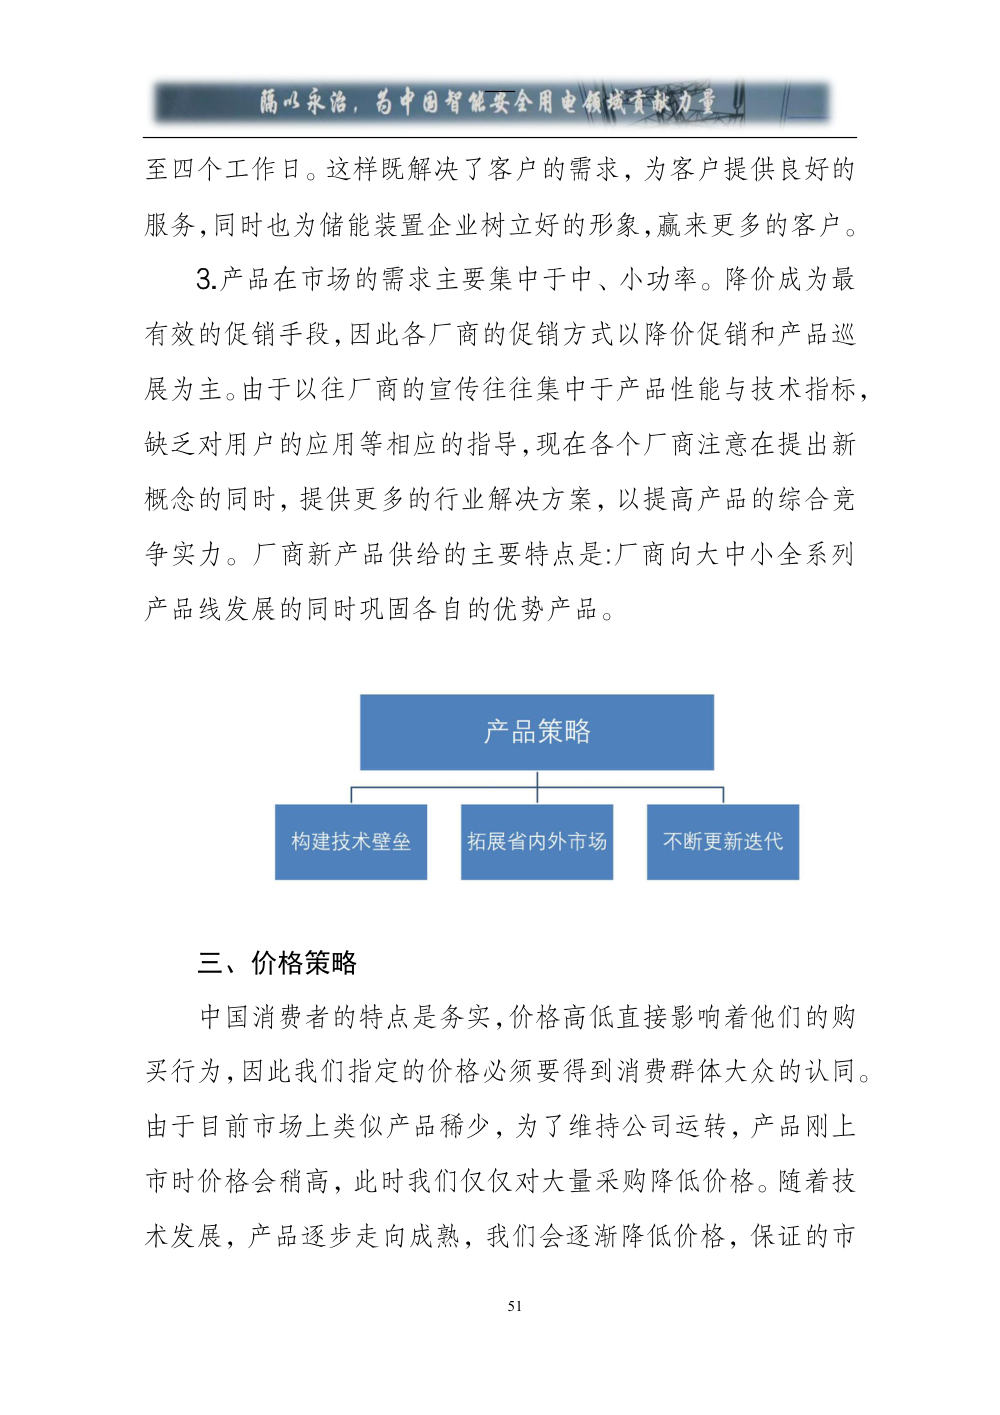 隔以永治，为中国智能安全用电领域贡献力量
至四个工作日。这样既解决了客户的需求，为客户提供良好的
服务，同时也为储能装置企业树立好的形象，赢来更多的客户。
3.产品在市场的需求主要集中于中、小功率。降价成为最
有效的促销手段，因此各厂商的促销方式以降价促销和产品巡
展为主。由于以往厂商的宣传往往集中于产品性能与技术指标，
缺乏对用户的应用等相应的指导，现在各个厂商注意在提出新
概念的同时，提供更多的行业解决方案，以提高产品的综合竞
争实力。厂商新产品供给的主要特点是:厂商向大中小全系列
产品线发展的同时巩固各自的优势产品。
产品策略
构建技术壁垒
拓展省内外市场
不断更新迭代
三、价格策略
中国消费者的特点是务实，价格高低直接影响着他们的购
买行为，因此我们指定的价格必须要得到消费群体大众的认同。
由于目前市场上类似产品稀少，为了维持公司运转，产品刚上
市时价格会稍高，此时我们仅仅对大量采购降低价格。随着技
术发展，产品逐步走向成熟，我们会逐渐降低价格，保证的市
51